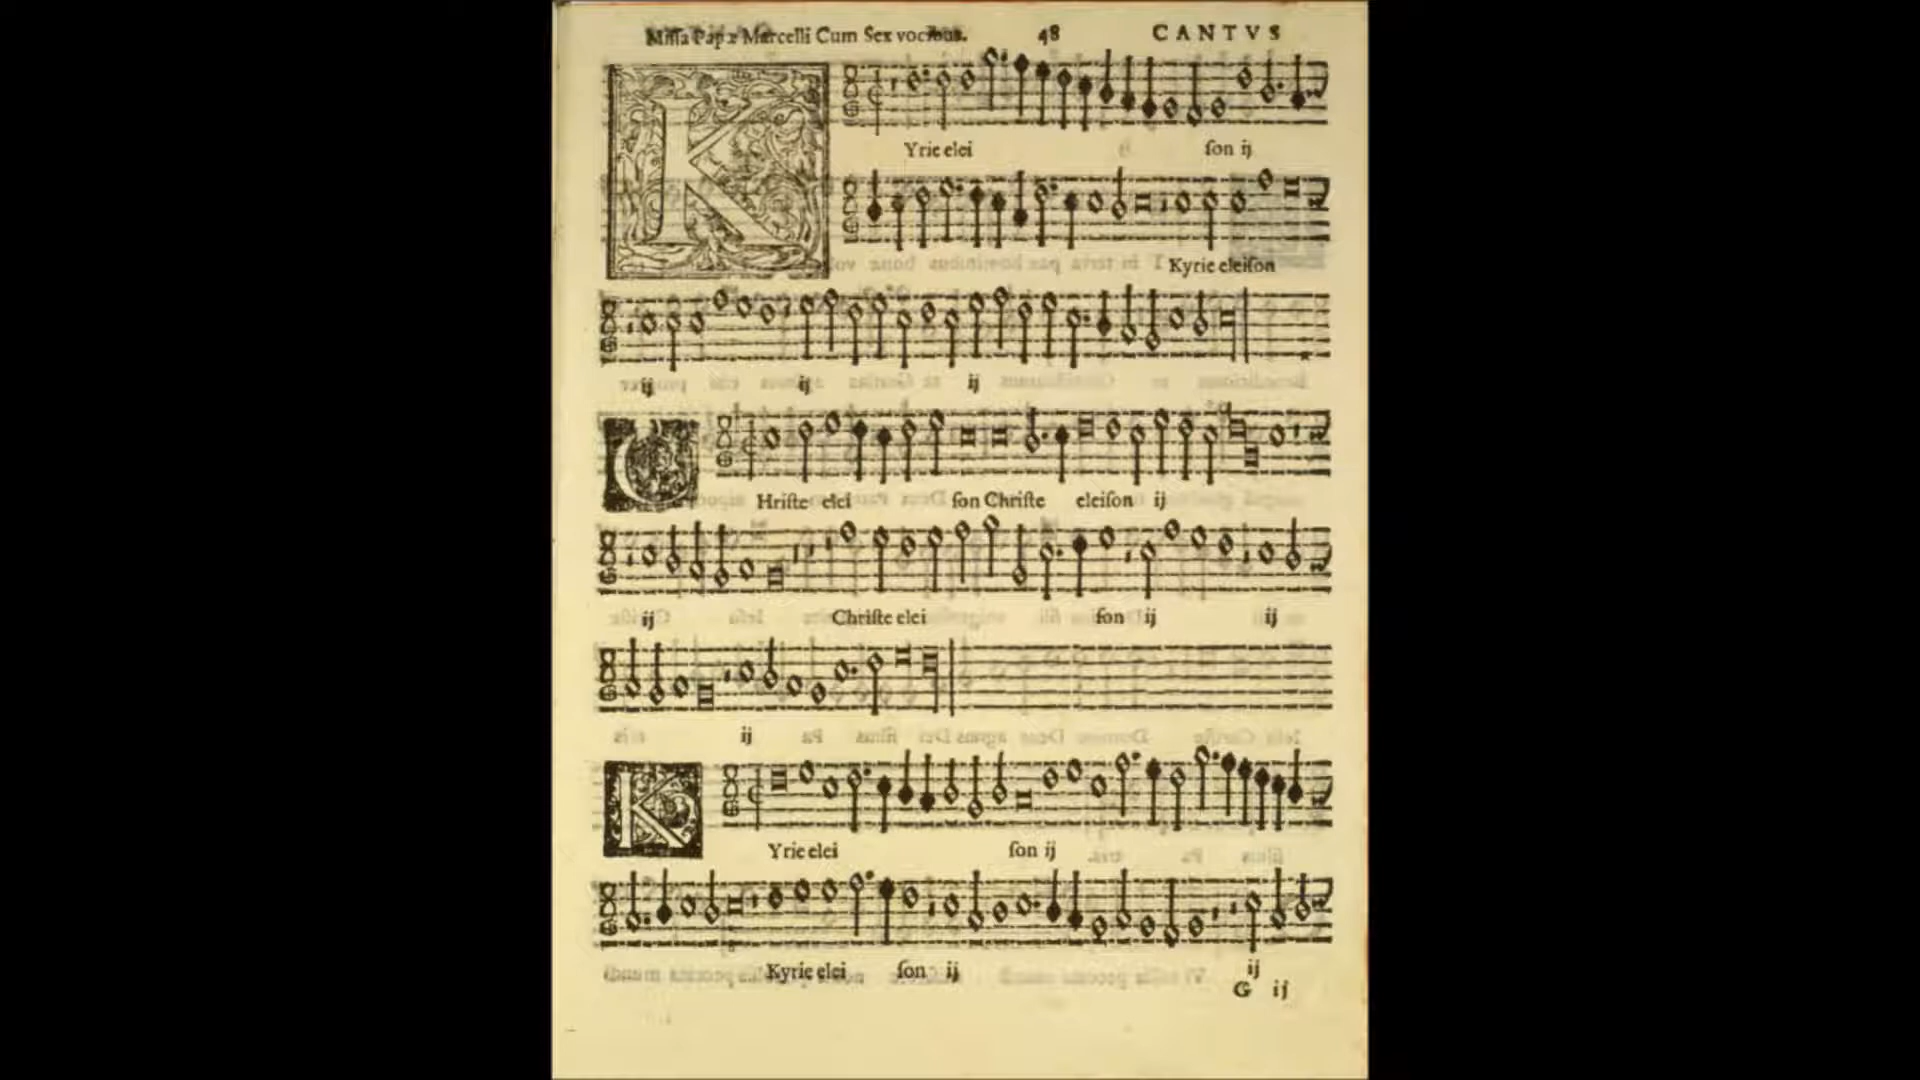 Missa Papæ Marcelli Cum Sex vocibus. 48 CANTVS
K
Yrie elei ſon ij
Kyrie eleiſon
ij ij ij
C
Hriſte elei ſon Chriſte eleiſon ij
ij Chriſte elei ſon ij ij
ij
K
Yrie elei ſon ij
Kyrie elei ſon ij ij
G ij